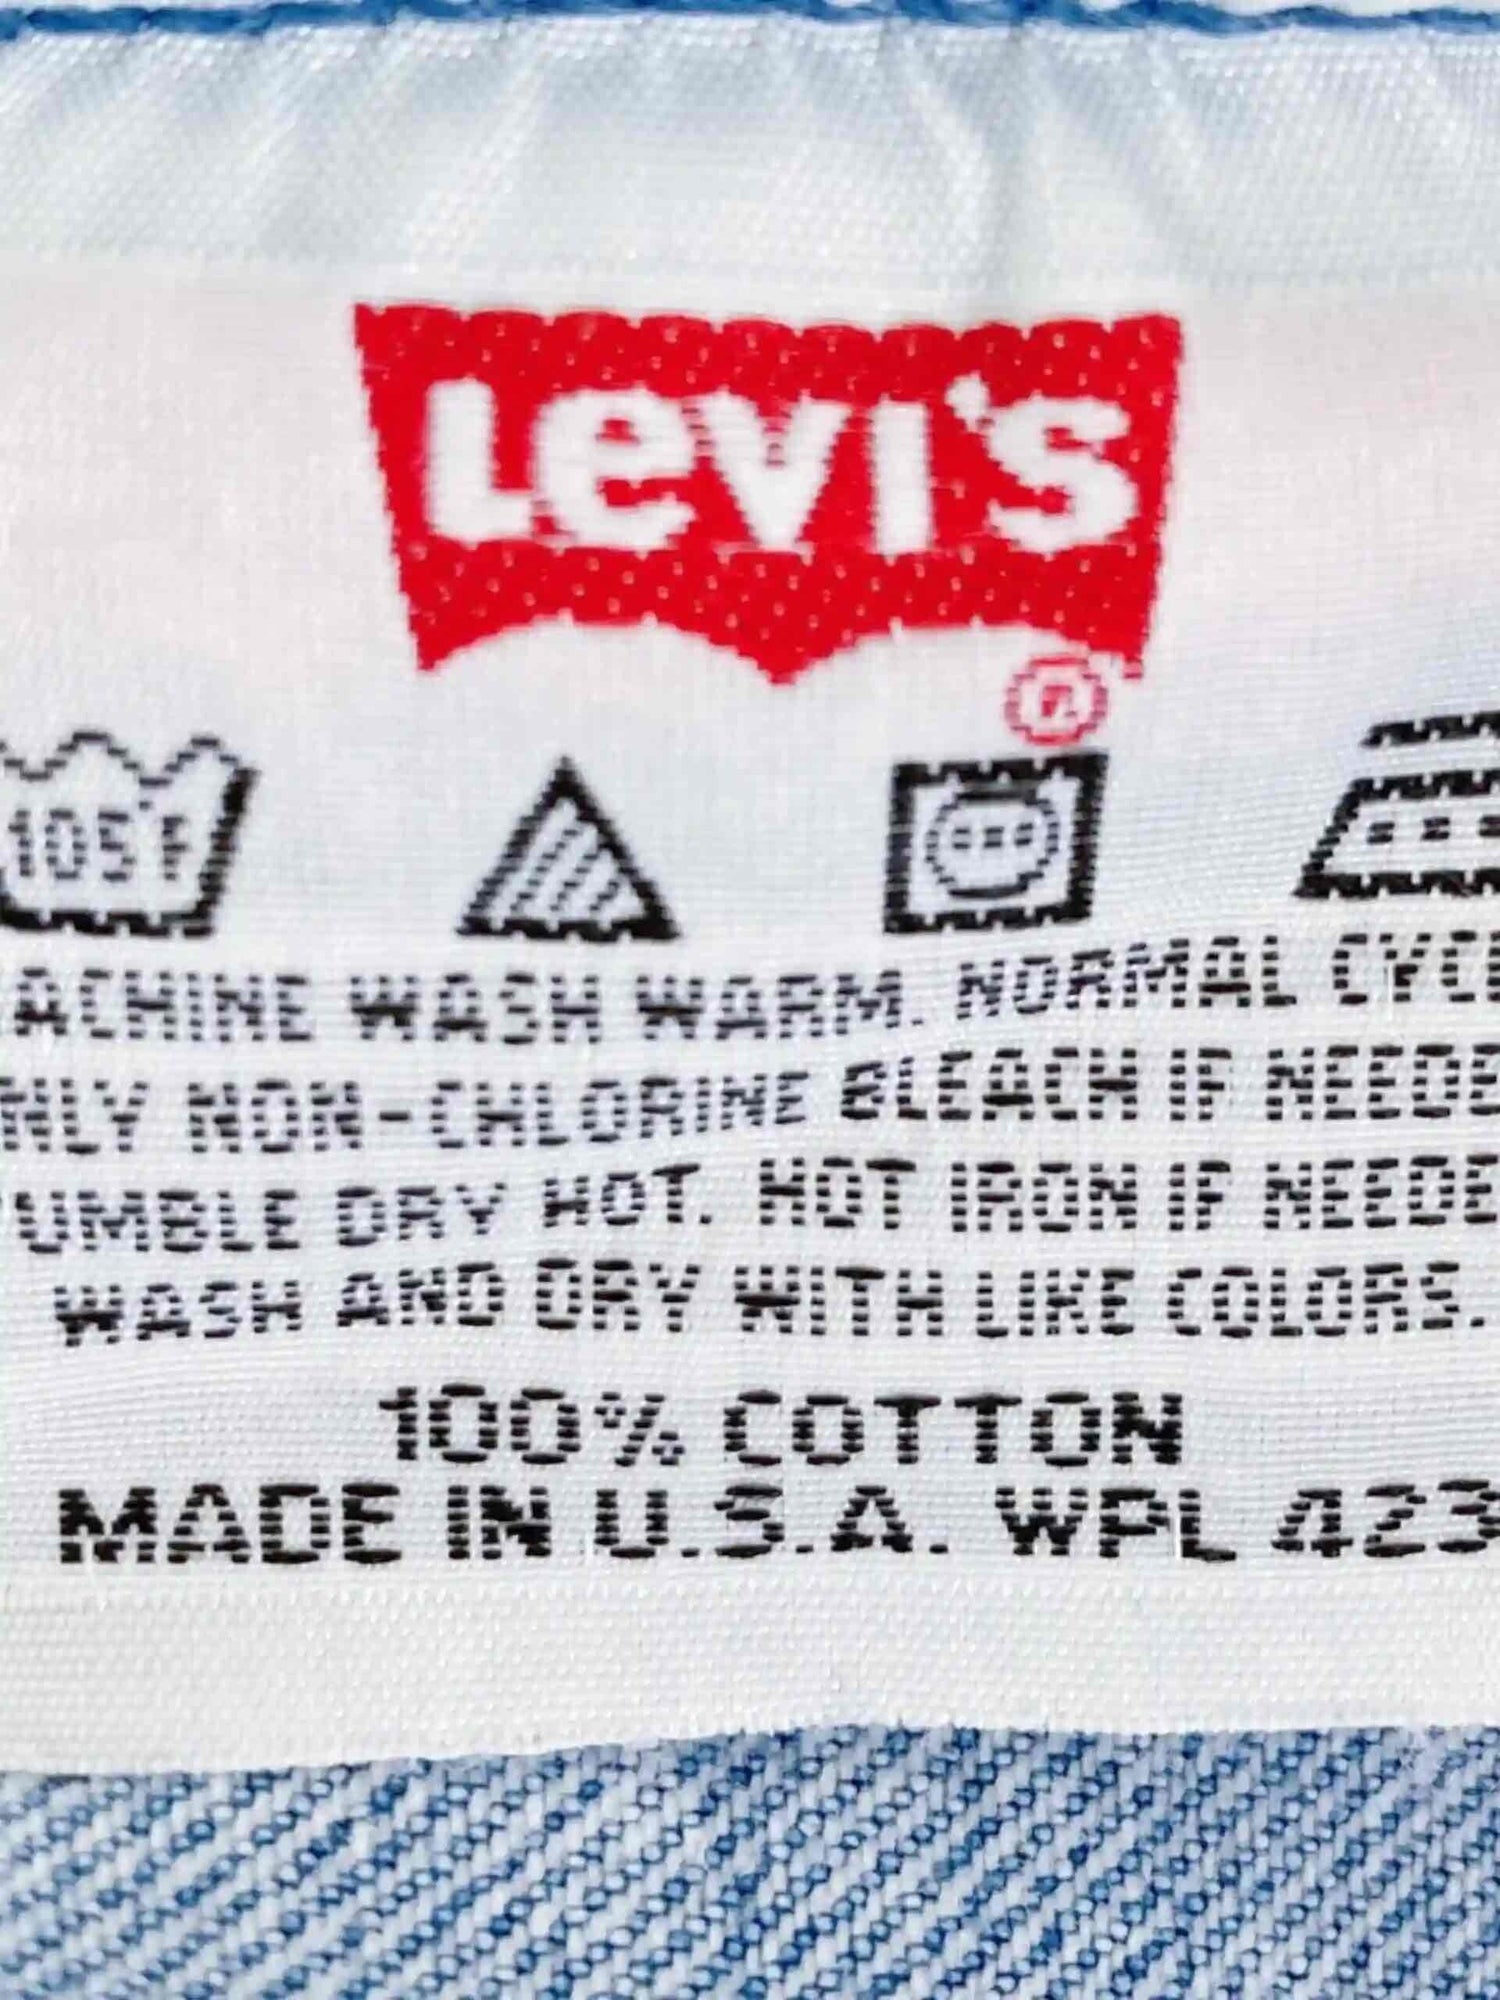 Levi's
®
105°F
ACHINE WASH WARM. NORMAL CYCL
NLY NON-CHLORINE BLEACH IF NEEDE
UMBLE DRY HOT. HOT IRON IF NEEDE
WASH AND DRY WITH LIKE COLORS.
100% COTTON
MADE IN U.S.A. WPL 423